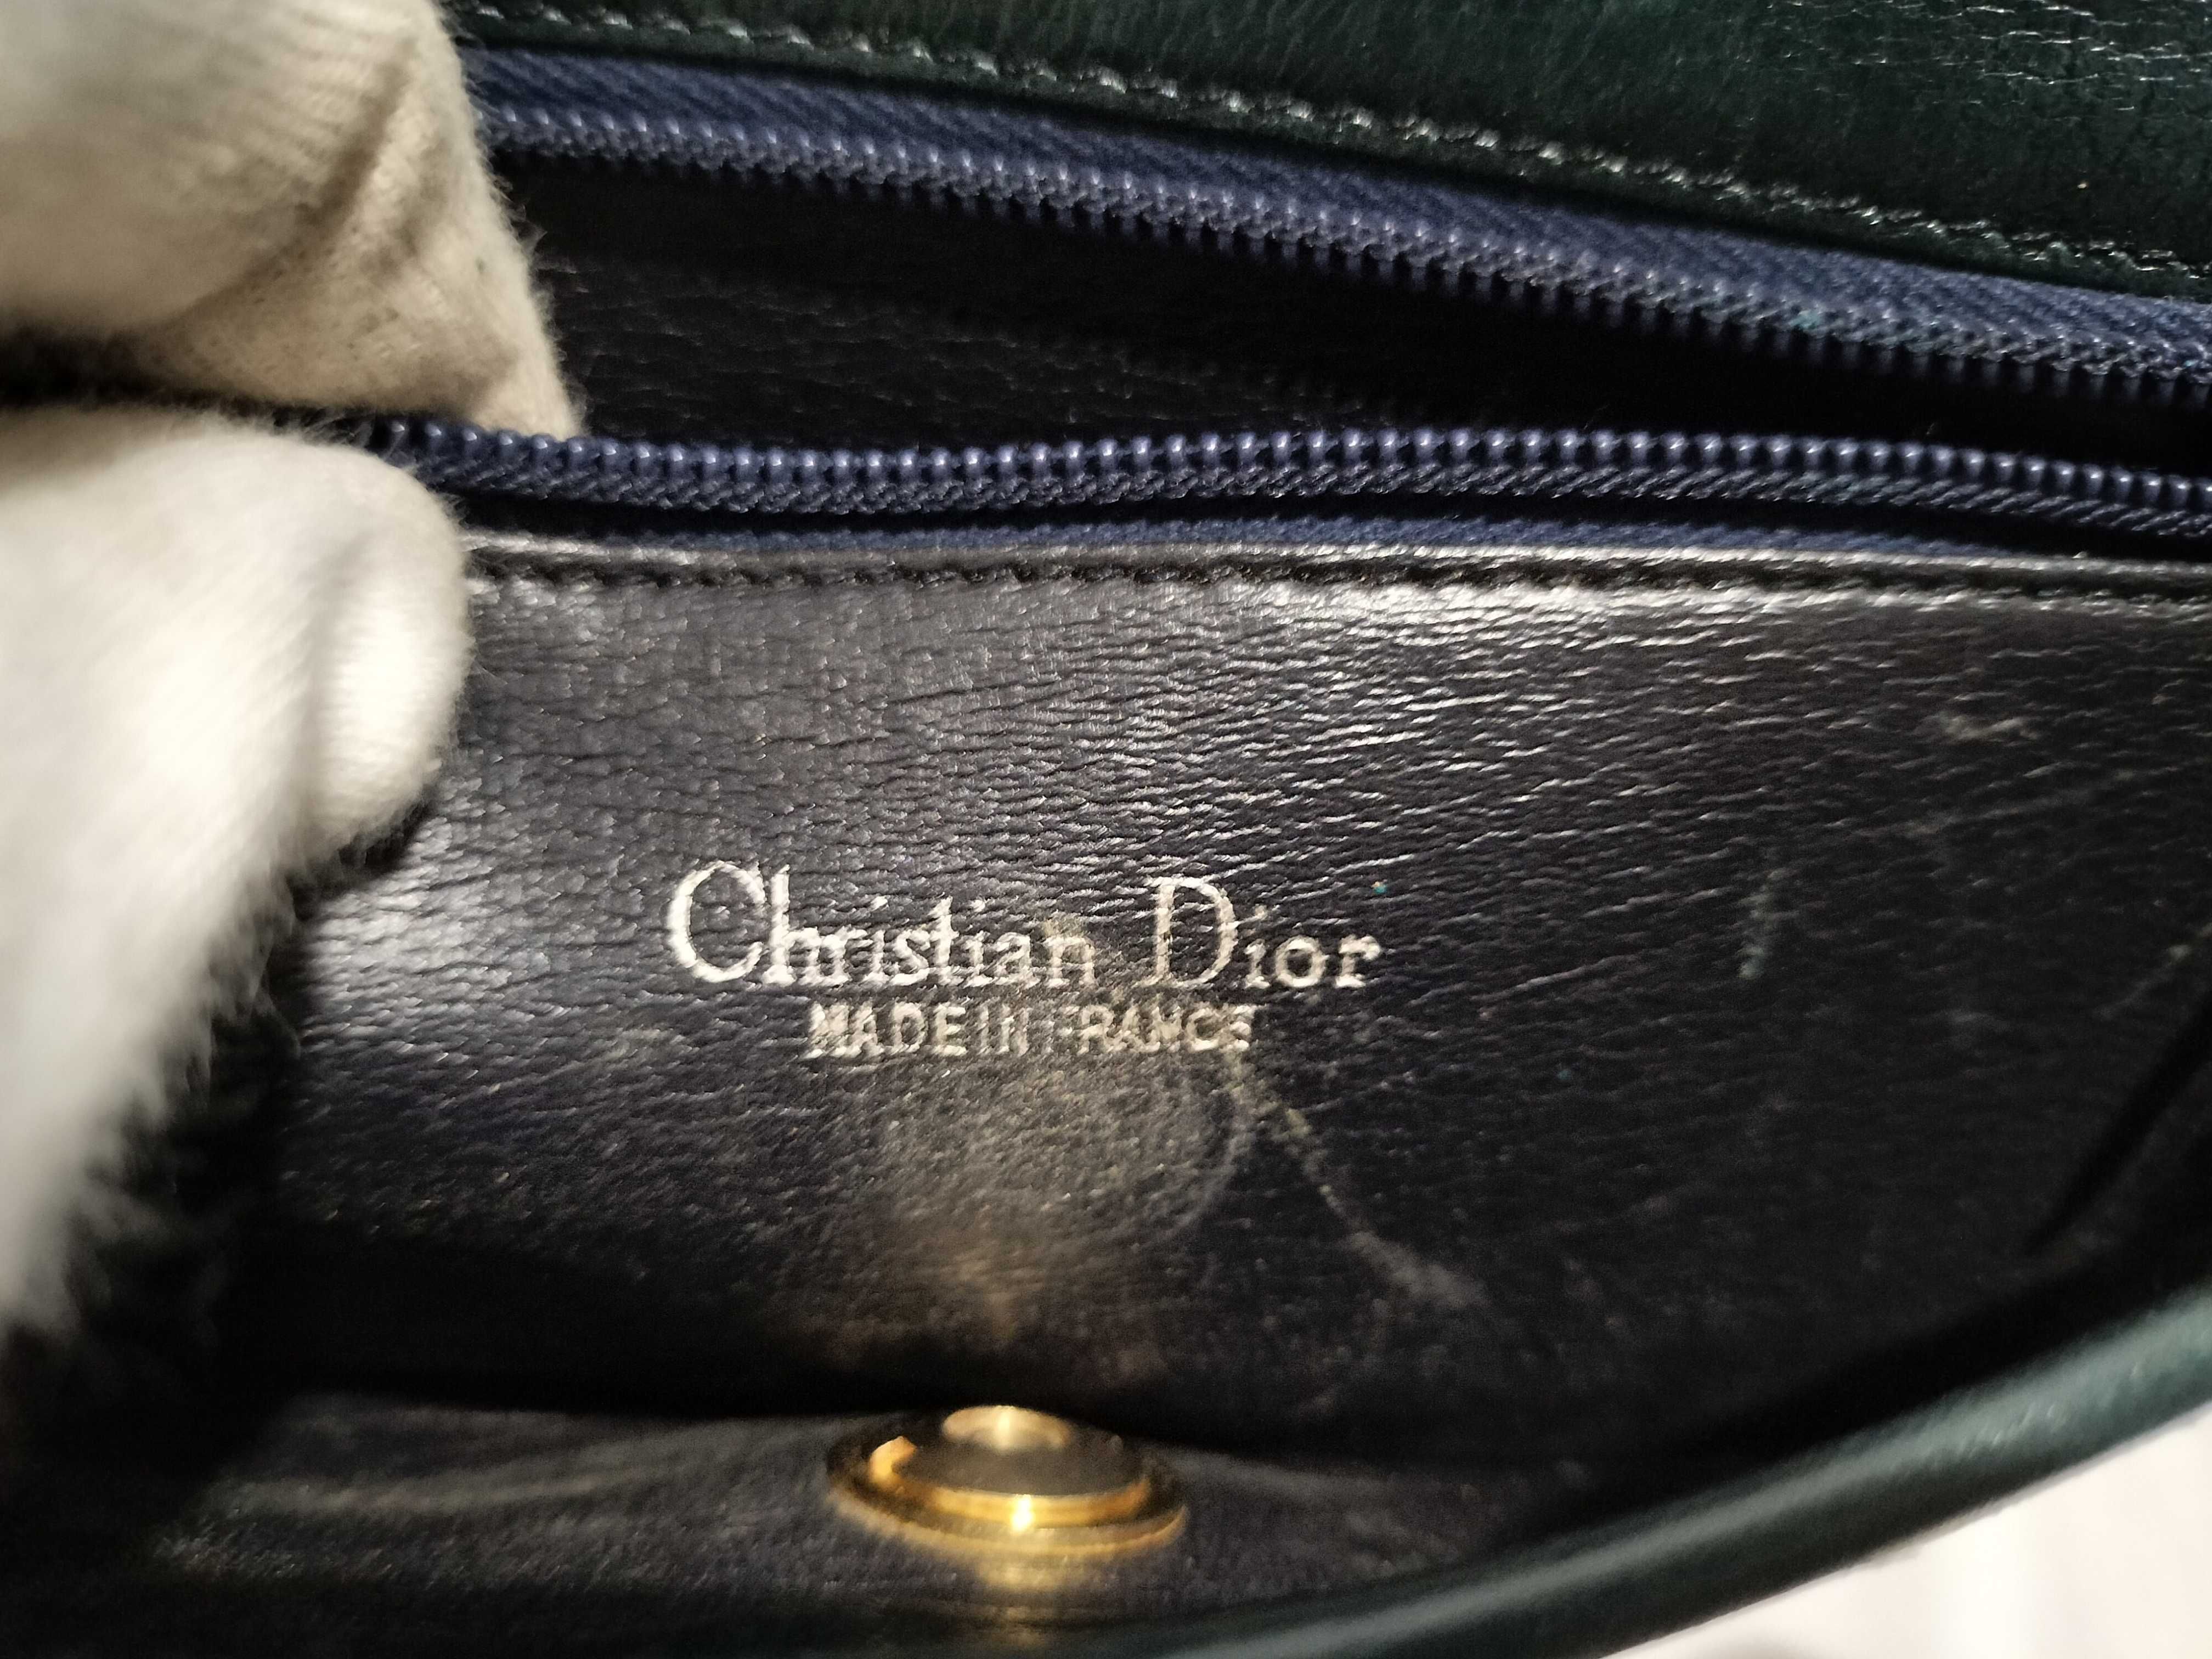 Christian Dior
MADE IN FRANCE